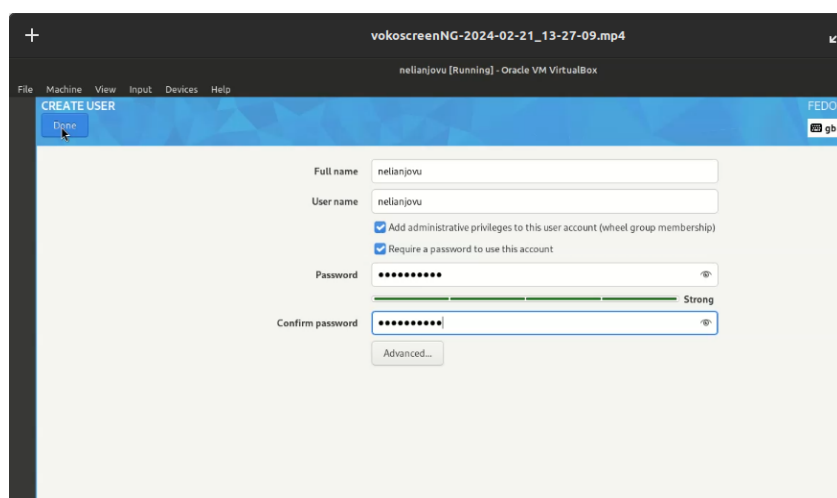 vokoscreenNG-2024-02-21_13-27-09.mp4
nelianjovu [Running] - Oracle VM VirtualBox
File Machine View Input Devices Help
CREATE USER
FEDO
Done
gb
Full name nelianjovu
User name nelianjovu
Add administrative privileges to this user account (wheel group membership)
Require a password to use this account
Password ●●●●●●●●●●
Strong
Confirm password ●●●●●●●●●●
Advanced...